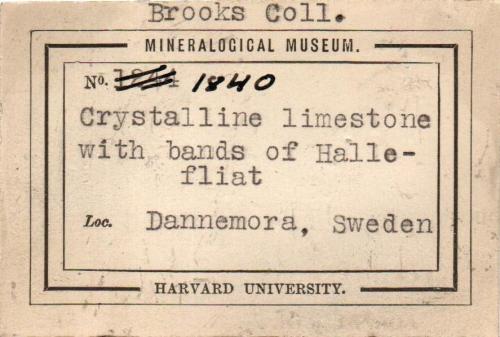 Brooks Coll.
MINERALOGICAL MUSEUM.
No. 1840
Crystalline limestone
with bands of Halle-
fliat
Loc. Dannemora, Sweden
HARVARD UNIVERSITY.